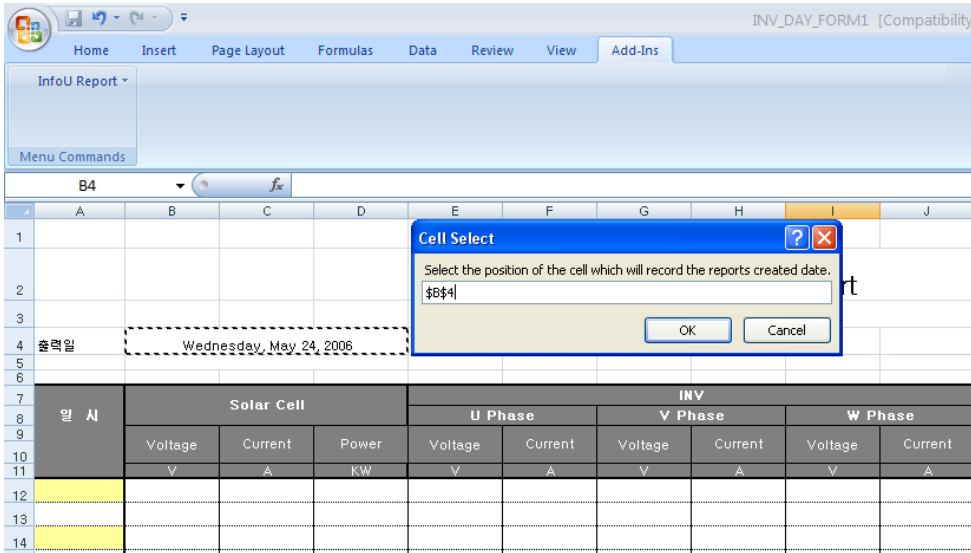 INV_DAY_FORM1 [Compatibility
Home Insert Page Layout Formulas Data Review View Add-Ins
InfoU Report
Menu Commands
B4 fx
A B C D E F G H I J
Cell Select
Select the position of the cell which will record the reports created date.
$B$4
OK Cancel
1
2 rt
3
4 출력일 Wednesday, May 24, 2006
5
6
7 일 시 Solar Cell INV
8 U Phase V Phase W Phase
9
10 Voltage Current Power Voltage Current Voltage Current Voltage Current
11 V A KW V A V A V A
12
13
14